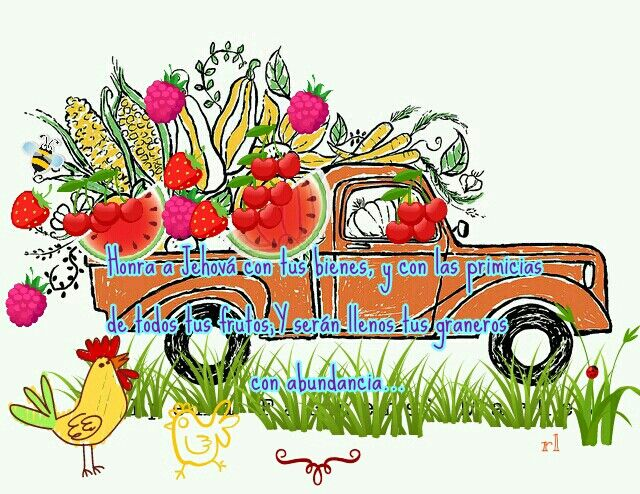 Honra a Jehová con tus bienes, y con las primicias
de todos tus frutos; Y serán llenos tus graneros
con abundancia...
rl